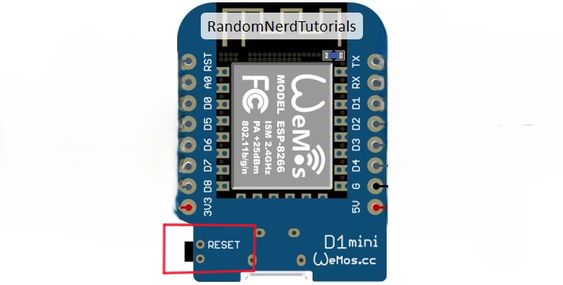 RandomNerdTutorials
RST
A0
D0
D5
D6
D7
D8
3V3
WeMos
MODEL ESP-8266
ISM 2.4GHz
PA +25dBm
802.11b/g/n
FC
TX
RX
D1
D2
D3
D4
G
5V
RESET
D1 mini
WeMos.cc